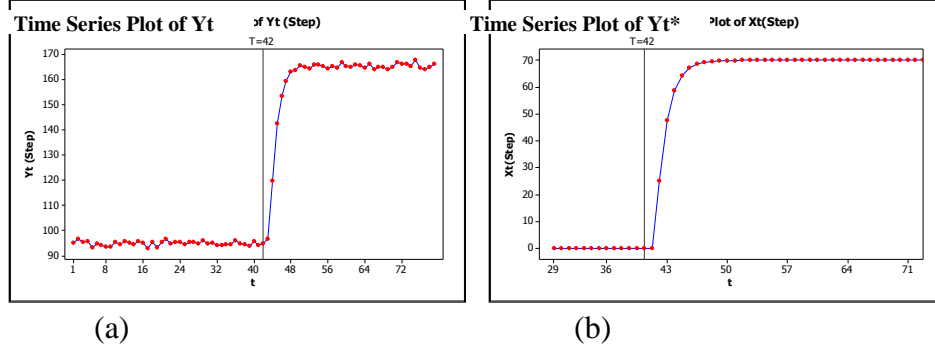 Time Series Plot of Yt of Yt (Step)
T=42
170
160
150
140
130
120
110
100
90
Yt (Step)
1 8 16 24 32 40 48 56 64 72
t
(a)
Time Series Plot of Yt* Plot of Xt(Step)
T=42
70
60
50
40
30
20
10
0
Xt(Step)
29 36 43 50 57 64 71
t
(b)